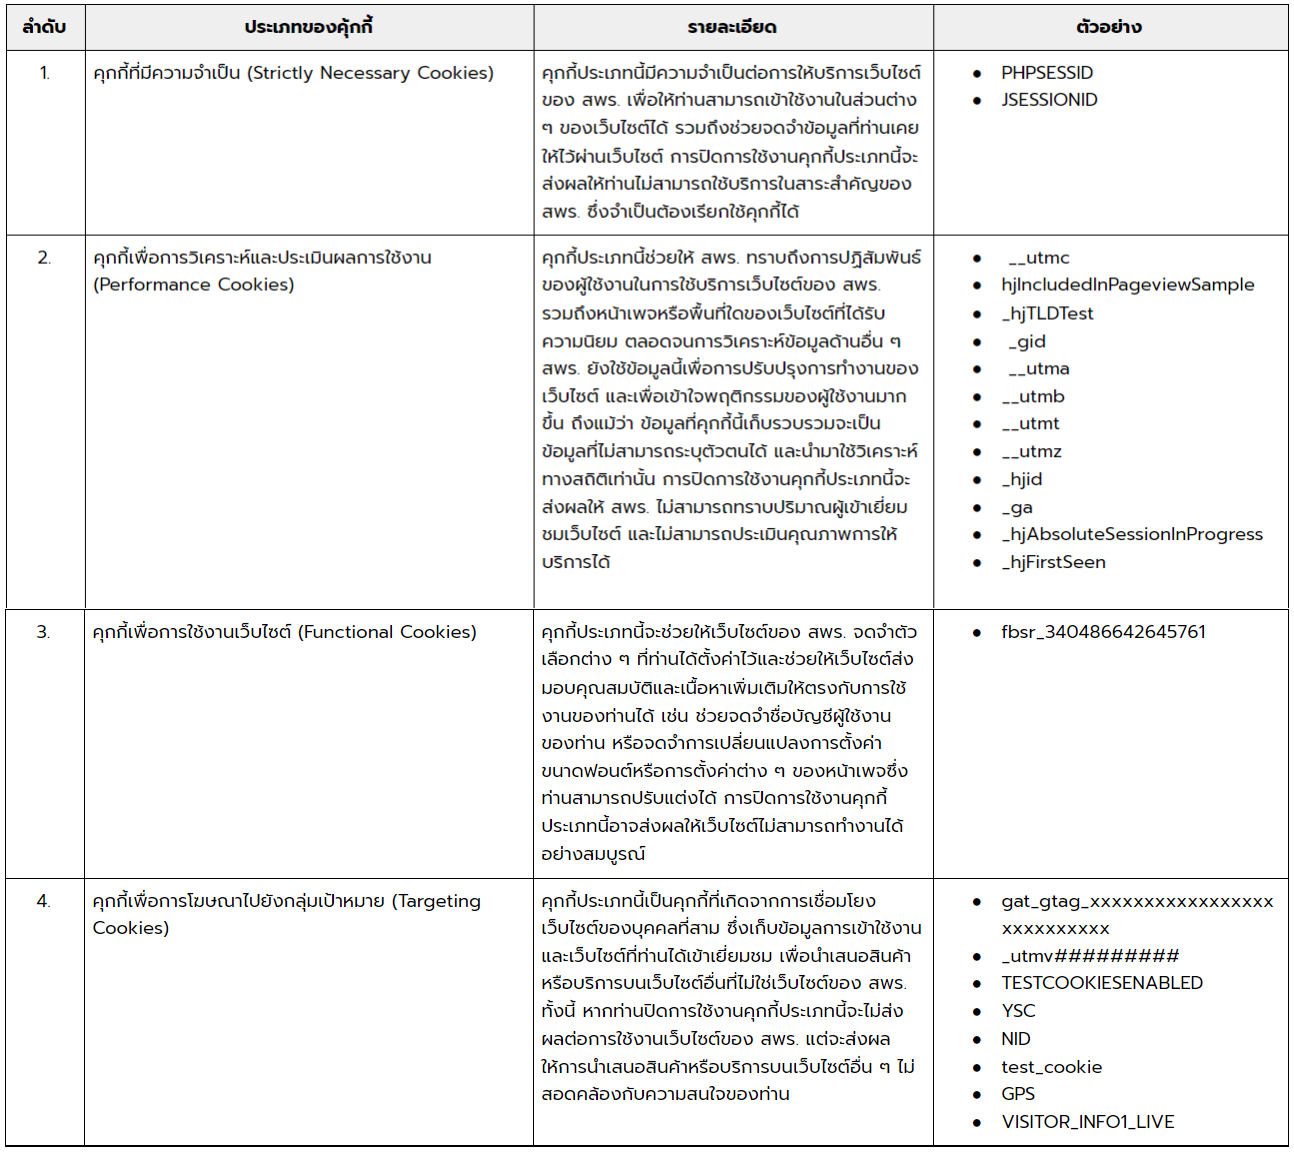 ลำดับ
ประเภทของคุ้กกี้
รายละเอียด
ตัวอย่าง
1.
คุกกี้ที่มีความจำเป็น (Strictly Necessary Cookies)
คุกกี้ประเภทนี้มีความจำเป็นต่อการให้บริการเว็บไซต์
ของ สพร. เพื่อให้ท่านสามารถเข้าใช้งานในส่วนต่าง
ๆ ของเว็บไซต์ได้ รวมถึงช่วยจดจำข้อมูลที่ท่านเคย
ให้ไว้ผ่านเว็บไซต์ การปิดการใช้งานคุกกี้ประเภทนี้จะ
ส่งผลให้ท่านไม่สามารถใช้บริการในสาระสำคัญของ
สพร. ซึ่งจำเป็นต้องเรียกใช้คุกกี้ได้
● PHPSESSID
● JSESSIONID
2.
คุกกี้เพื่อการวิเคราะห์และประเมินผลการใช้งาน
(Performance Cookies)
คุกกี้ประเภทนี้ช่วยให้ สพร. ทราบถึงการปฏิสัมพันธ์
ของผู้ใช้งานในการใช้บริการเว็บไซต์ของ สพร.
รวมถึงหน้าเพจหรือพื้นที่ใดของเว็บไซต์ที่ได้รับ
ความนิยม ตลอดจนการวิเคราะห์ข้อมูลด้านอื่น ๆ
สพร. ยังใช้ข้อมูลนี้เพื่อการปรับปรุงการทำงานของ
เว็บไซต์ และเพื่อเข้าใจพฤติกรรมของผู้ใช้งานมาก
ขึ้น ถึงแม้ว่า ข้อมูลที่คุกกี้นี้เก็บรวบรวมจะเป็น
ข้อมูลที่ไม่สามารถระบุตัวตนได้ และนำมาใช้วิเคราะห์
ทางสถิติเท่านั้น การปิดการใช้งานคุกกี้ประเภทนี้จะ
ส่งผลให้ สพร. ไม่สามารถทราบปริมาณผู้เข้าเยี่ยม
ชมเว็บไซต์ และไม่สามารถประเมินคุณภาพการให้
บริการได้
● __utmc
● hjIncludedInPageviewSample
● _hjTLDTest
● _gid
● __utma
● __utmb
● __utmt
● __utmz
● _hjid
● _ga
● _hjAbsoluteSessionInProgress
● _hjFirstSeen
3.
คุกกี้เพื่อการใช้งานเว็บไซต์ (Functional Cookies)
คุกกี้ประเภทนี้จะช่วยให้เว็บไซต์ของ สพร. จดจำตัว
เลือกต่าง ๆ ที่ท่านได้ตั้งค่าไว้และช่วยให้เว็บไซต์ส่ง
มอบคุณสมบัติและเนื้อหาเพิ่มเติมให้ตรงกับการใช้
งานของท่านได้ เช่น ช่วยจดจำชื่อบัญชีผู้ใช้งาน
ของท่าน หรือจดจำการเปลี่ยนแปลงการตั้งค่า
ขนาดฟอนต์หรือการตั้งค่าต่าง ๆ ของหน้าเพจซึ่ง
ท่านสามารถปรับแต่งได้ การปิดการใช้งานคุกกี้
ประเภทนี้อาจส่งผลให้เว็บไซต์ไม่สามารถทำงานได้
อย่างสมบูรณ์
● fbsr_340486642645761
4.
คุกกี้เพื่อการโฆษณาไปยังกลุ่มเป้าหมาย (Targeting
Cookies)
คุกกี้ประเภทนี้เป็นคุกกี้ที่เกิดจากการเชื่อมโยง
เว็บไซต์ของบุคคลที่สาม ซึ่งเก็บข้อมูลการเข้าใช้งาน
และเว็บไซต์ที่ท่านได้เข้าเยี่ยมชม เพื่อนำเสนอสินค้า
หรือบริการบนเว็บไซต์อื่นที่ไม่ใช่เว็บไซต์ของ สพร.
ทั้งนี้ หากท่านปิดการใช้งานคุกกี้ประเภทนี้จะไม่ส่ง
ผลต่อการใช้งานเว็บไซต์ของ สพร. แต่จะส่งผล
ให้การนำเสนอสินค้าหรือบริการบนเว็บไซต์อื่น ๆ ไม่
สอดคล้องกับความสนใจของท่าน
● gat_gtag_xxxxxxxxxxxxxxxxx
xxxxxxxxxx
● _utmv#########
● TESTCOOKIESENABLED
● YSC
● NID
● test_cookie
● GPS
● VISITOR_INFO1_LIVE